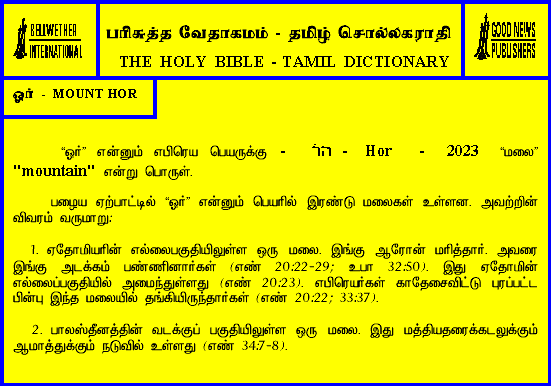 BELLWETHER
INTERNATIONAL
பரிசுத்த வேதாகமம் - தமிழ் சொல்லகராதி
THE HOLY BIBLE - TAMIL DICTIONARY
GOOD NEWS
PUBLISHERS
ஓர் - MOUNT HOR
“ஓர்” என்னும் எபிரெய பெயருக்கு - הֹר - Hor - 2023 “மலை”
"mountain" என்று பொருள்.
பழைய ஏற்பாட்டில் “ஓர்” என்னும் பெயரில் இரண்டு மலைகள் உள்ளன. அவற்றின்
விவரம் வருமாறு:
1. ஏதோமியரின் எல்லைபகுதியிலுள்ள ஒரு மலை. இங்கு ஆரோன் மரித்தார். அவரை
இங்கு அடக்கம் பண்ணினார்கள் (எண் 20:22-29; உபா 32:50). இது ஏதோமின்
எல்லைப்பகுதியில் அமைந்துள்ளது (எண் 20:23). எபிரெயர்கள் காதேசைவிட்டு புரப்பட்ட
பின்பு இந்த மலையில் தங்கியிருந்தார்கள் (எண் 20:22; 33:37).
2. பாலஸ்தீனத்தின் வடக்குப் பகுதியிலுள்ள ஒரு மலை. இது மத்தியதரைக்கடலுக்கும்
ஆமாத்துக்கும் நடுவில் உள்ளது (எண் 34:7-8).